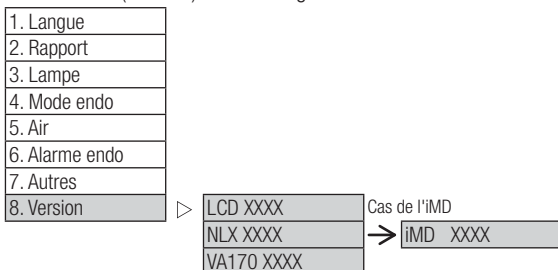 1. Langue
2. Rapport
3. Lampe
4. Mode endo
5. Air
6. Alarme endo
7. Autres
8. Version
LCD XXXX
Cas de l'iMD
NLX XXXX
iMD XXXX
VA170 XXXX